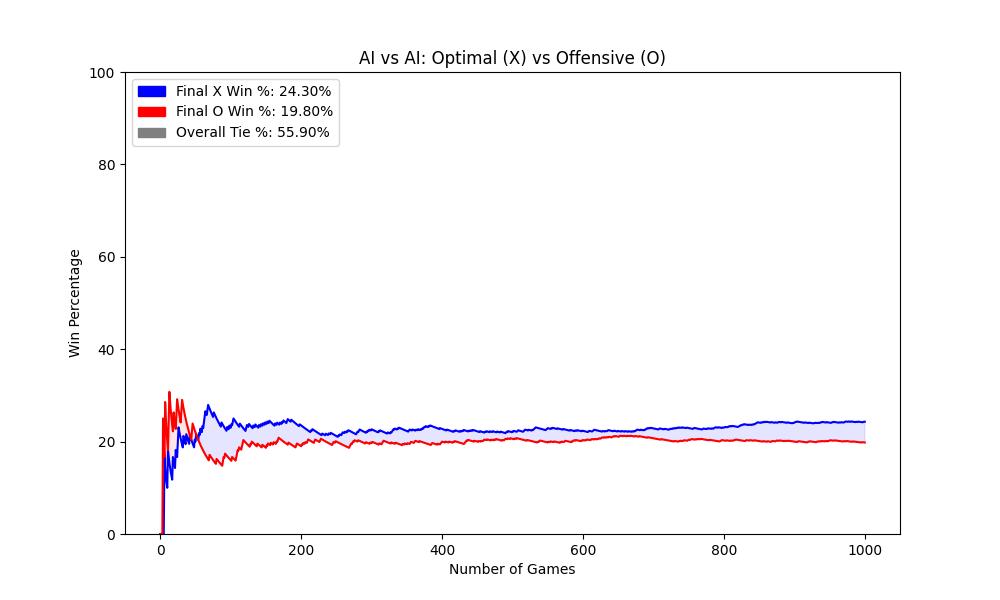 AI vs AI: Optimal (X) vs Offensive (O)
Final X Win %: 24.30%
Final O Win %: 19.80%
Overall Tie %: 55.90%
Win Percentage
100
80
60
40
20
0
0 200 400 600 800 1000
Number of Games